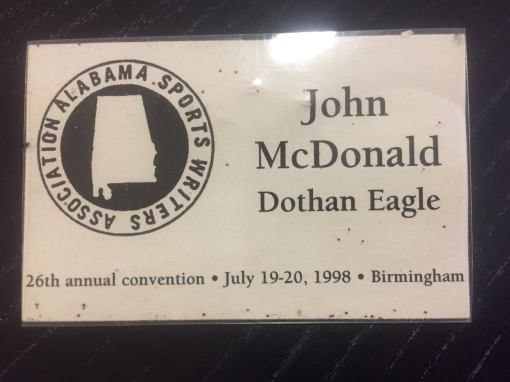 ALABAMA SPORTS WRITERS ASSOCIATION
John
McDonald
Dothan Eagle
26th annual convention • July 19-20, 1998 • Birmingham